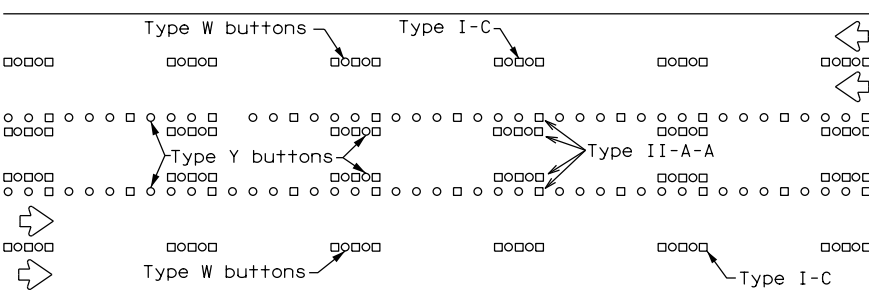 Type W buttons
Type I-C
Type Y buttons
Type II-A-A
Type W buttons
Type I-C